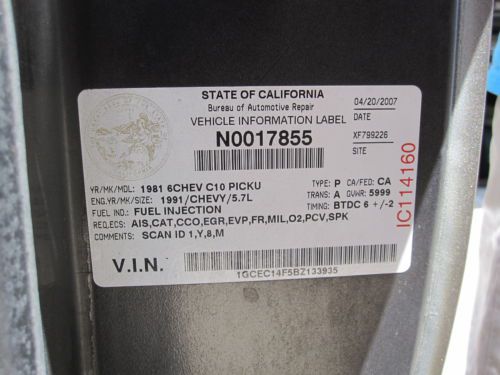 STATE OF CALIFORNIA
Bureau of Automotive Repair
04/20/2007
VEHICLE INFORMATION LABEL DATE
N0017855
XF799226
SITE
YR/MK/MDL: 1981 6CHEV C10 PICKU TYPE: P CA/FED: CA
ENG.YR/MK/SIZE: 1991/CHEVY/5.7L TRANS: A GVWR: 5999
FUEL IND.: FUEL INJECTION TIMING: BTDC 6 +/-2
REQ.ECS: AIS,CAT,CCO,EGR,EVP,FR,MIL,O2,PCV,SPK
COMMENTS: SCAN ID 1,Y,8,M
IC114160
V.I.N.
1GCEC14F5BZ133935